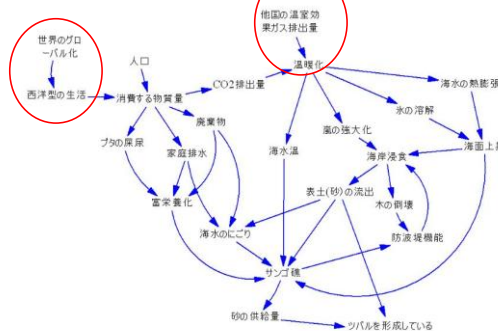 他国の温室効
果ガス排出量
世界のグロ
ーバル化
人口
温暖化
西洋型の生活
消費する物質量
CO2排出量
海水の熱膨張
氷の溶解
廃棄物
嵐の強大化
ブタの屎尿
家庭排水
海水温
海岸浸食
海面上昇
富栄養化
表土(砂)の流出
木の倒壊
海水のにごり
防波堤機能
サンゴ礁
砂の供給量
ツバルを形成している